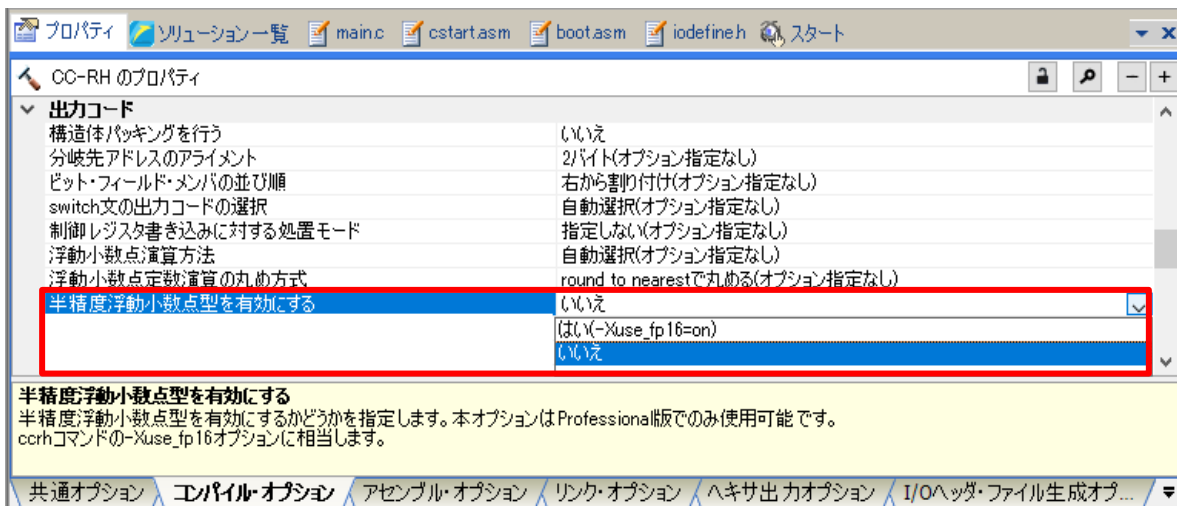 プロパティ ソリューション一覧 main.c cstart.asm boot.asm iodefine.h スタート
CC-RH のプロパティ
出力コード
構造体パッキングを行う いいえ
分岐先アドレスのアライメント 2バイト(オプション指定なし)
ビット・フィールド・メンバの並び順 右から割り付け(オプション指定なし)
switch文の出力コードの選択 自動選択(オプション指定なし)
制御レジスタ書き込みに対する処置モード 指定しない(オプション指定なし)
浮動小数点演算方法 自動選択(オプション指定なし)
浮動小数点定数演算の丸め方式 round to nearestで丸める(オプション指定なし)
半精度浮動小数点型を有効にする いいえ
はい(-Xuse_fp16=on)
いいえ
半精度浮動小数点型を有効にする
半精度浮動小数点型を有効にするかどうかを指定します。本オプションはProfessional版でのみ使用可能です。
ccrhコマンドの-Xuse_fp16オプションに相当します。
共通オプション コンパイル・オプション アセンブル・オプション リンク・オプション ヘキサ出力オプション I/Oヘッダ・ファイル生成オプ...